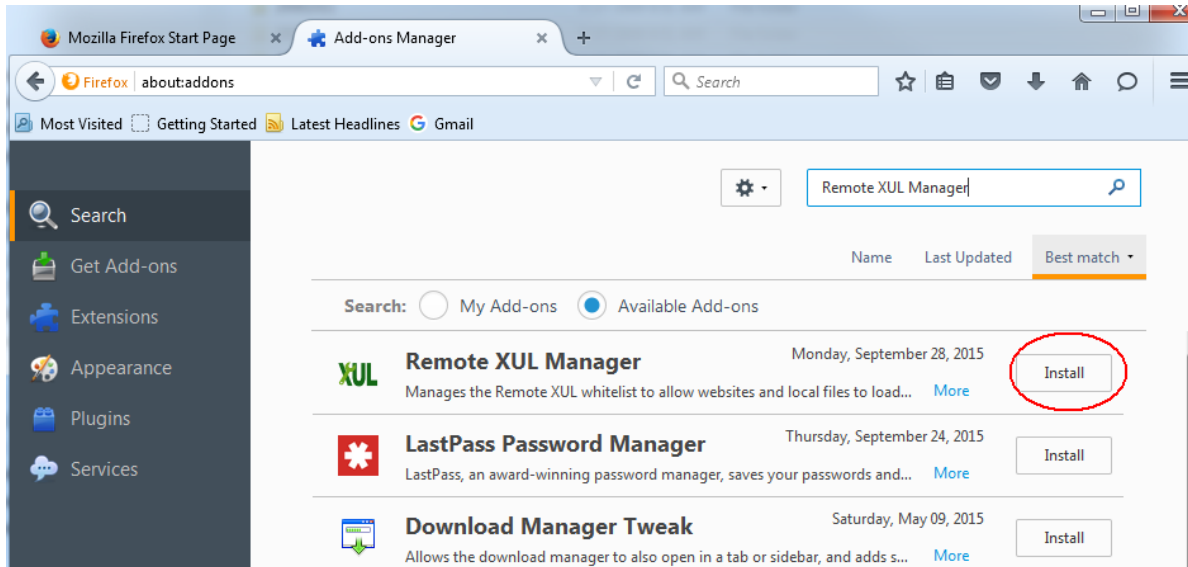 Mozilla Firefox Start Page
Add-ons Manager
Firefox about:addons
Search
Most Visited Getting Started Latest Headlines Gmail
Remote XUL Manager
Search
Get Add-ons
Extensions
Appearance
Plugins
Services
Name Last Updated Best match
Search: My Add-ons Available Add-ons
XUL
Remote XUL Manager
Monday, September 28, 2015
Manages the Remote XUL whitelist to allow websites and local files to load... More
Install
LastPass Password Manager
Thursday, September 24, 2015
LastPass, an award-winning password manager, saves your passwords and... More
Install
Download Manager Tweak
Saturday, May 09, 2015
Allows the download manager to also open in a tab or sidebar, and adds s... More
Install